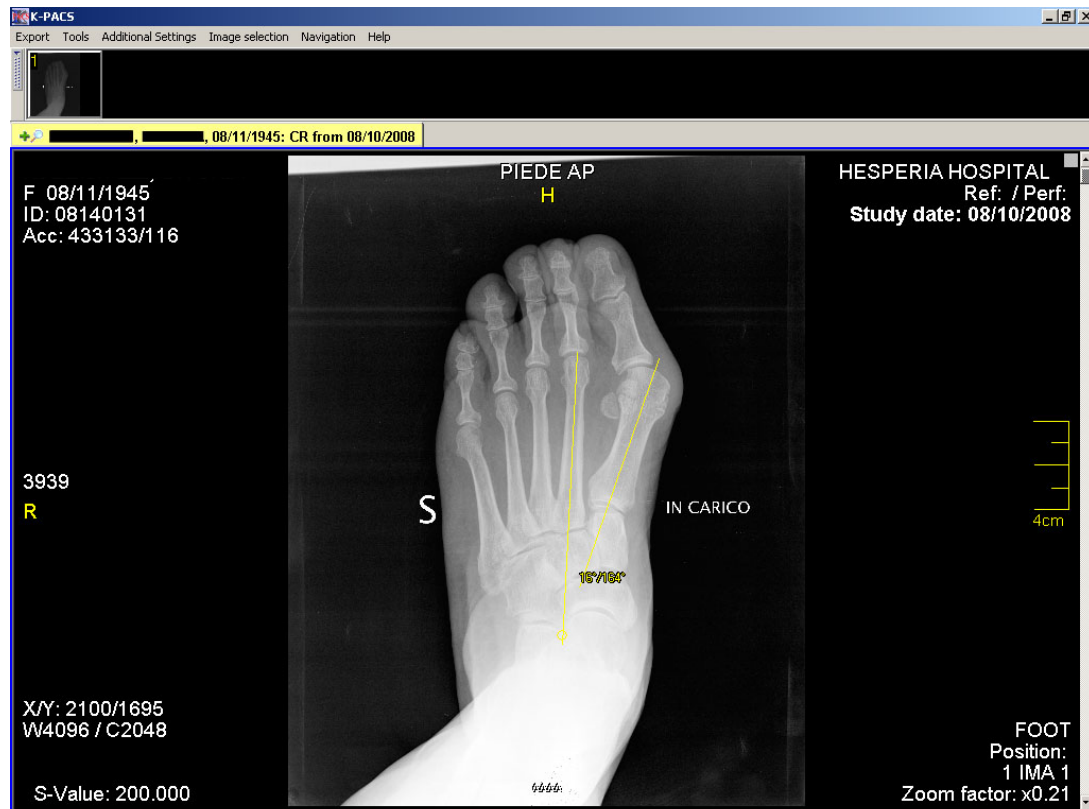 K-PACS
Export Tools Additional Settings Image selection Navigation Help
1
, , 08/11/1945: CR from 08/10/2008
F 08/11/1945
ID: 08140131
Acc: 433133/116
PIEDE AP
H
HESPERIA HOSPITAL
Ref: / Perf:
Study date: 08/10/2008
3939
R
S
IN CARICO
4cm
16°/164°
X/Y: 2100/1695
W4096 / C2048
S-Value: 200.000
FOOT
Position:
1 IMA 1
Zoom factor: x0.21